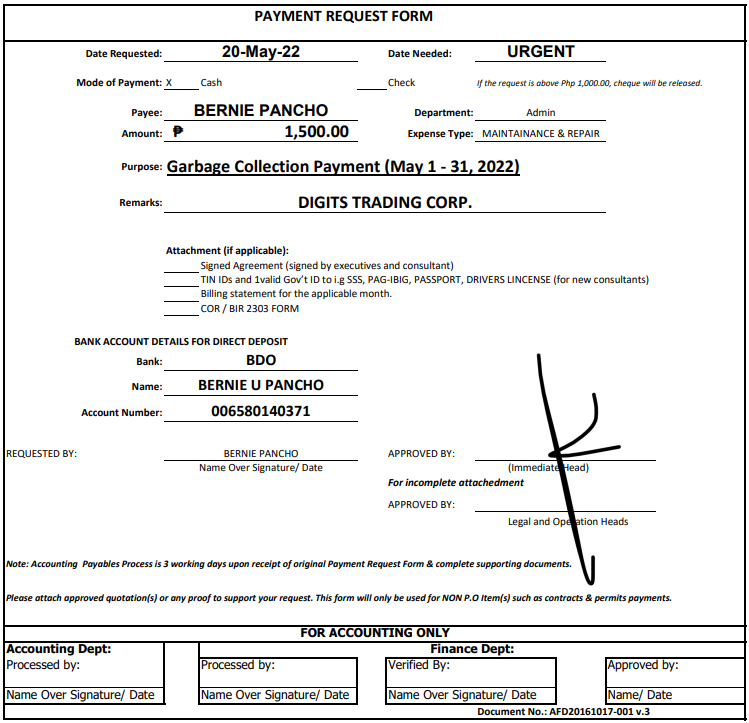 PAYMENT REQUEST FORM
Date Requested: 20-May-22 Date Needed: URGENT
Mode of Payment: X Cash Check If the request is above Php 1,000.00, cheque will be released.
Payee: BERNIE PANCHO Department: Admin
Amount: ₱ 1,500.00 Expense Type: MAINTAINANCE & REPAIR
Purpose: Garbage Collection Payment (May 1 - 31, 2022)
Remarks: DIGITS TRADING CORP.
Attachment (if applicable):
Signed Agreement (signed by executives and consultant)
TIN IDs and 1valid Gov't ID to i.g SSS, PAG-IBIG, PASSPORT, DRIVERS LINCENSE (for new consultants)
Billing statement for the applicable month.
COR / BIR 2303 FORM
BANK ACCOUNT DETAILS FOR DIRECT DEPOSIT
Bank: BDO
Name: BERNIE U PANCHO
Account Number: 006580140371
REQUESTED BY: BERNIE PANCHO APPROVED BY:
Name Over Signature/ Date (Immediate Head)
For incomplete attachedment
APPROVED BY:
Legal and Operation Heads
Note: Accounting Payables Process is 3 working days upon receipt of original Payment Request Form & complete supporting documents.
Please attach approved quotation(s) or any proof to support your request. This form will only be used for NON P.O Item(s) such as contracts & permits payments.
FOR ACCOUNTING ONLY
Accounting Dept: Finance Dept:
Processed by: Processed by: Verified By: Approved by:
Name Over Signature/ Date Name Over Signature/ Date Name Over Signature/ Date Name Over Signature/ Date
Document No.: AFD20161017-001 v.3